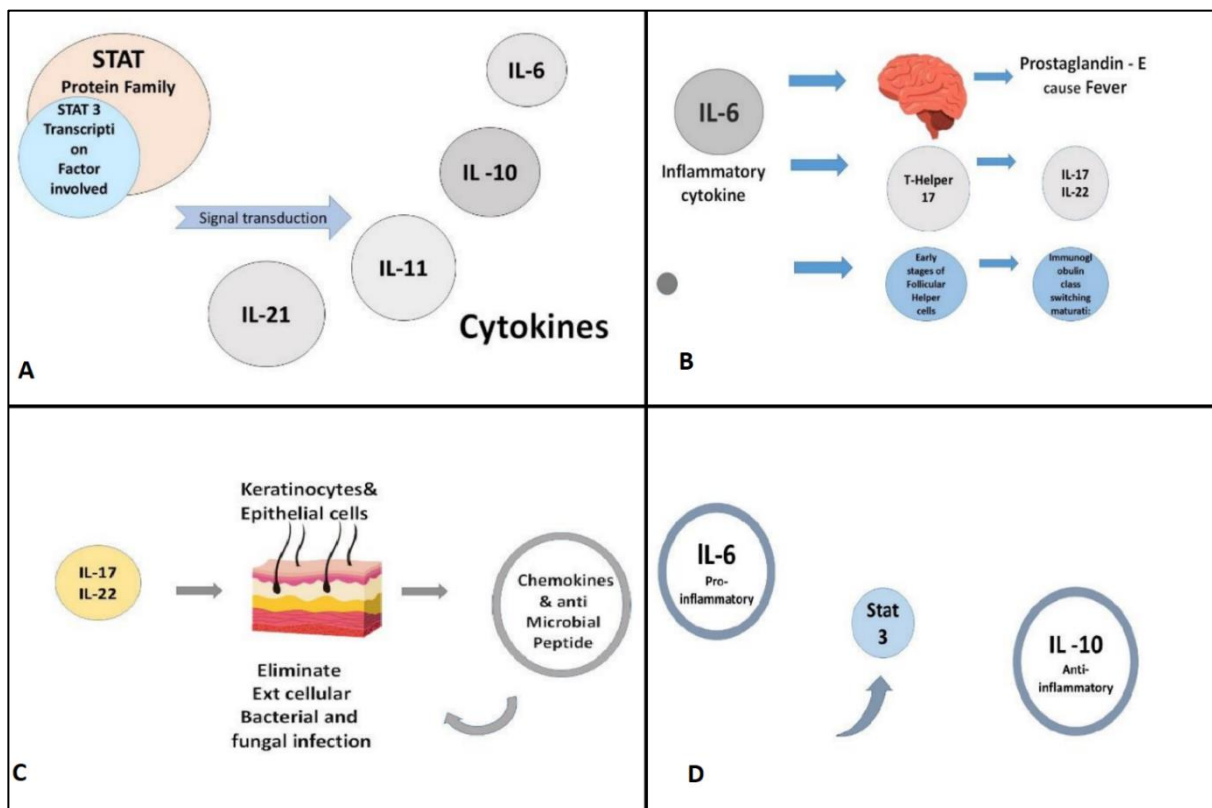 STAT
Protein Family
STAT 3
Transcripti
on
Factor
involved
Signal transduction
IL-6
IL -10
IL-11
IL-21
Cytokines
A
IL-6
Inflammatory
cytokine
Prostaglandin - E
cause Fever
T-Helper
17
IL-17
IL-22
Early
stages of
Follicular
Helper
cells
Immunogl
obulin
class
switching
maturati:
B
Keratinocytes&
Epithelial cells
IL-17
IL-22
Chemokines
& anti
Microbial
Peptide
Eliminate
Ext cellular
Bacterial and
fungal infection
C
IL-6
Pro-
inflammatory
Stat
3
IL -10
Anti-
inflammatory
D